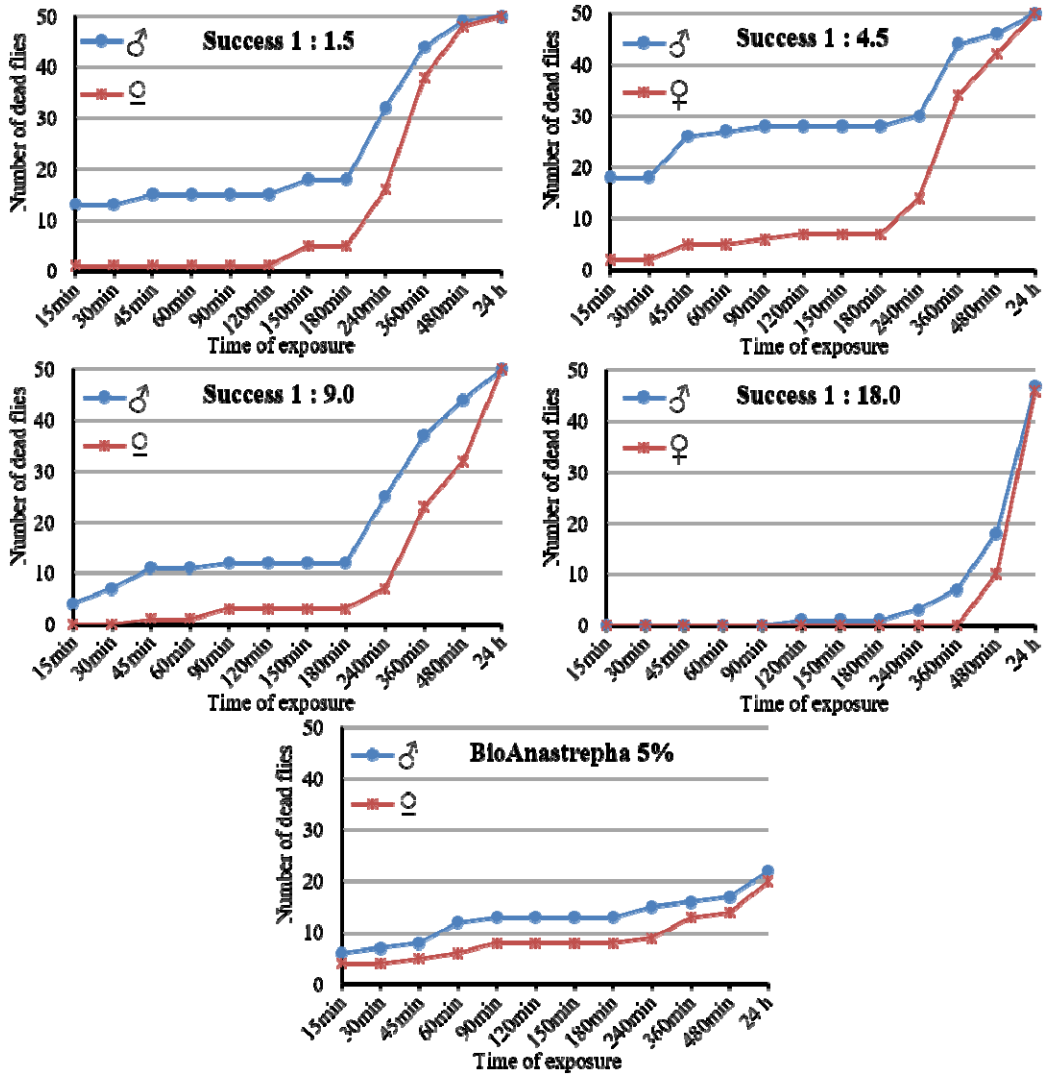 Success 1 : 1.5
♂
♀
Number of dead flies
50
40
30
20
10
0
15min
30min
45min
60min
90min
120min
150min
180min
240min
360min
480min
24 h
Time of exposure
Success 1 : 4.5
♂
♀
Number of dead flies
50
40
30
20
10
0
15min
30min
45min
60min
90min
120min
150min
180min
240min
360min
480min
24 h
Time of exposure
Success 1 : 9.0
♂
♀
Number of dead flies
50
40
30
20
10
0
15min
30min
45min
60min
90min
120min
150min
180min
240min
360min
480min
24 h
Time of exposure
Success 1 : 18.0
♂
♀
Number of dead flies
50
40
30
20
10
0
15min
30min
45min
60min
90min
120min
150min
180min
240min
360min
480min
24 h
Time of exposure
BioAnastrepha 5%
♂
♀
Number of dead flies
50
40
30
20
10
0
15min
30min
45min
60min
90min
120min
150min
180min
240min
360min
480min
24 h
Time of exposure